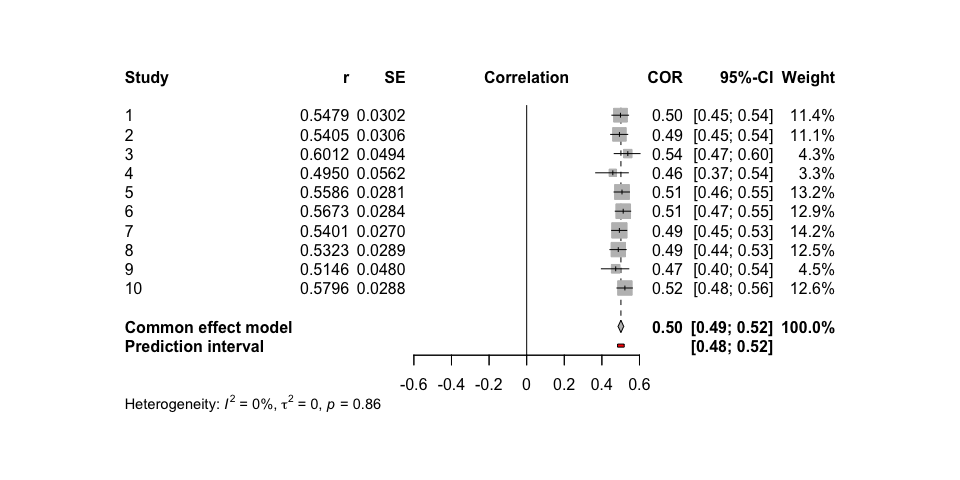 Study r SE Correlation COR 95%-CI Weight
1 0.5479 0.0302 0.50 [0.45; 0.54] 11.4%
2 0.5405 0.0306 0.49 [0.45; 0.54] 11.1%
3 0.6012 0.0494 0.54 [0.47; 0.60] 4.3%
4 0.4950 0.0562 0.46 [0.37; 0.54] 3.3%
5 0.5586 0.0281 0.51 [0.46; 0.55] 13.2%
6 0.5673 0.0284 0.51 [0.47; 0.55] 12.9%
7 0.5401 0.0270 0.49 [0.45; 0.53] 14.2%
8 0.5323 0.0289 0.49 [0.44; 0.53] 12.5%
9 0.5146 0.0480 0.47 [0.40; 0.54] 4.5%
10 0.5796 0.0288 0.52 [0.48; 0.56] 12.6%
Common effect model 0.50 [0.49; 0.52] 100.0%
Prediction interval [0.48; 0.52]
-0.6 -0.4 -0.2 0 0.2 0.4 0.6
Heterogeneity: I² = 0%, τ² = 0, p = 0.86